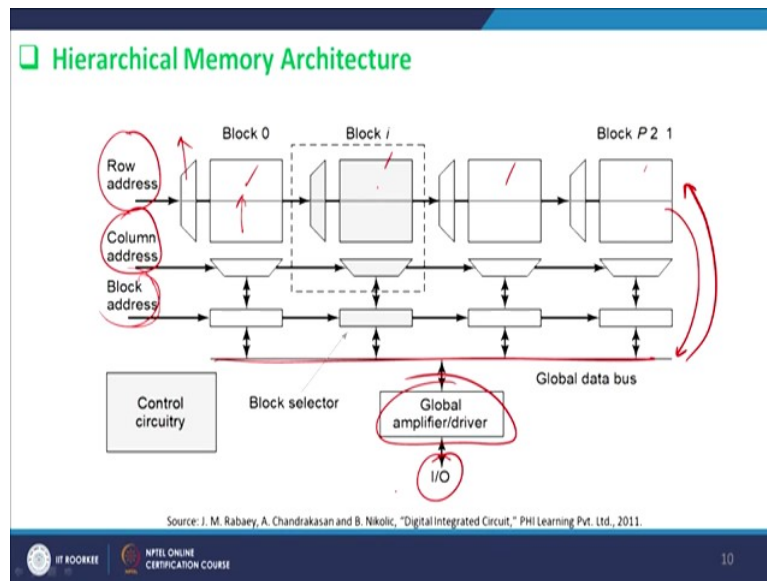 Hierarchical Memory Architecture
Block 0
Block i
Block P 2 1
Row
address
Column
address
Block
address
Block selector
Global data bus
Control
circuitry
Global
amplifier/driver
I/O
Source: J. M. Rabaey, A. Chandrakasan and B. Nikolic, "Digital Integrated Circuit," PHI Learning Pvt. Ltd., 2011.
IIT ROORKEE
NPTEL ONLINE
CERTIFICATION COURSE
10